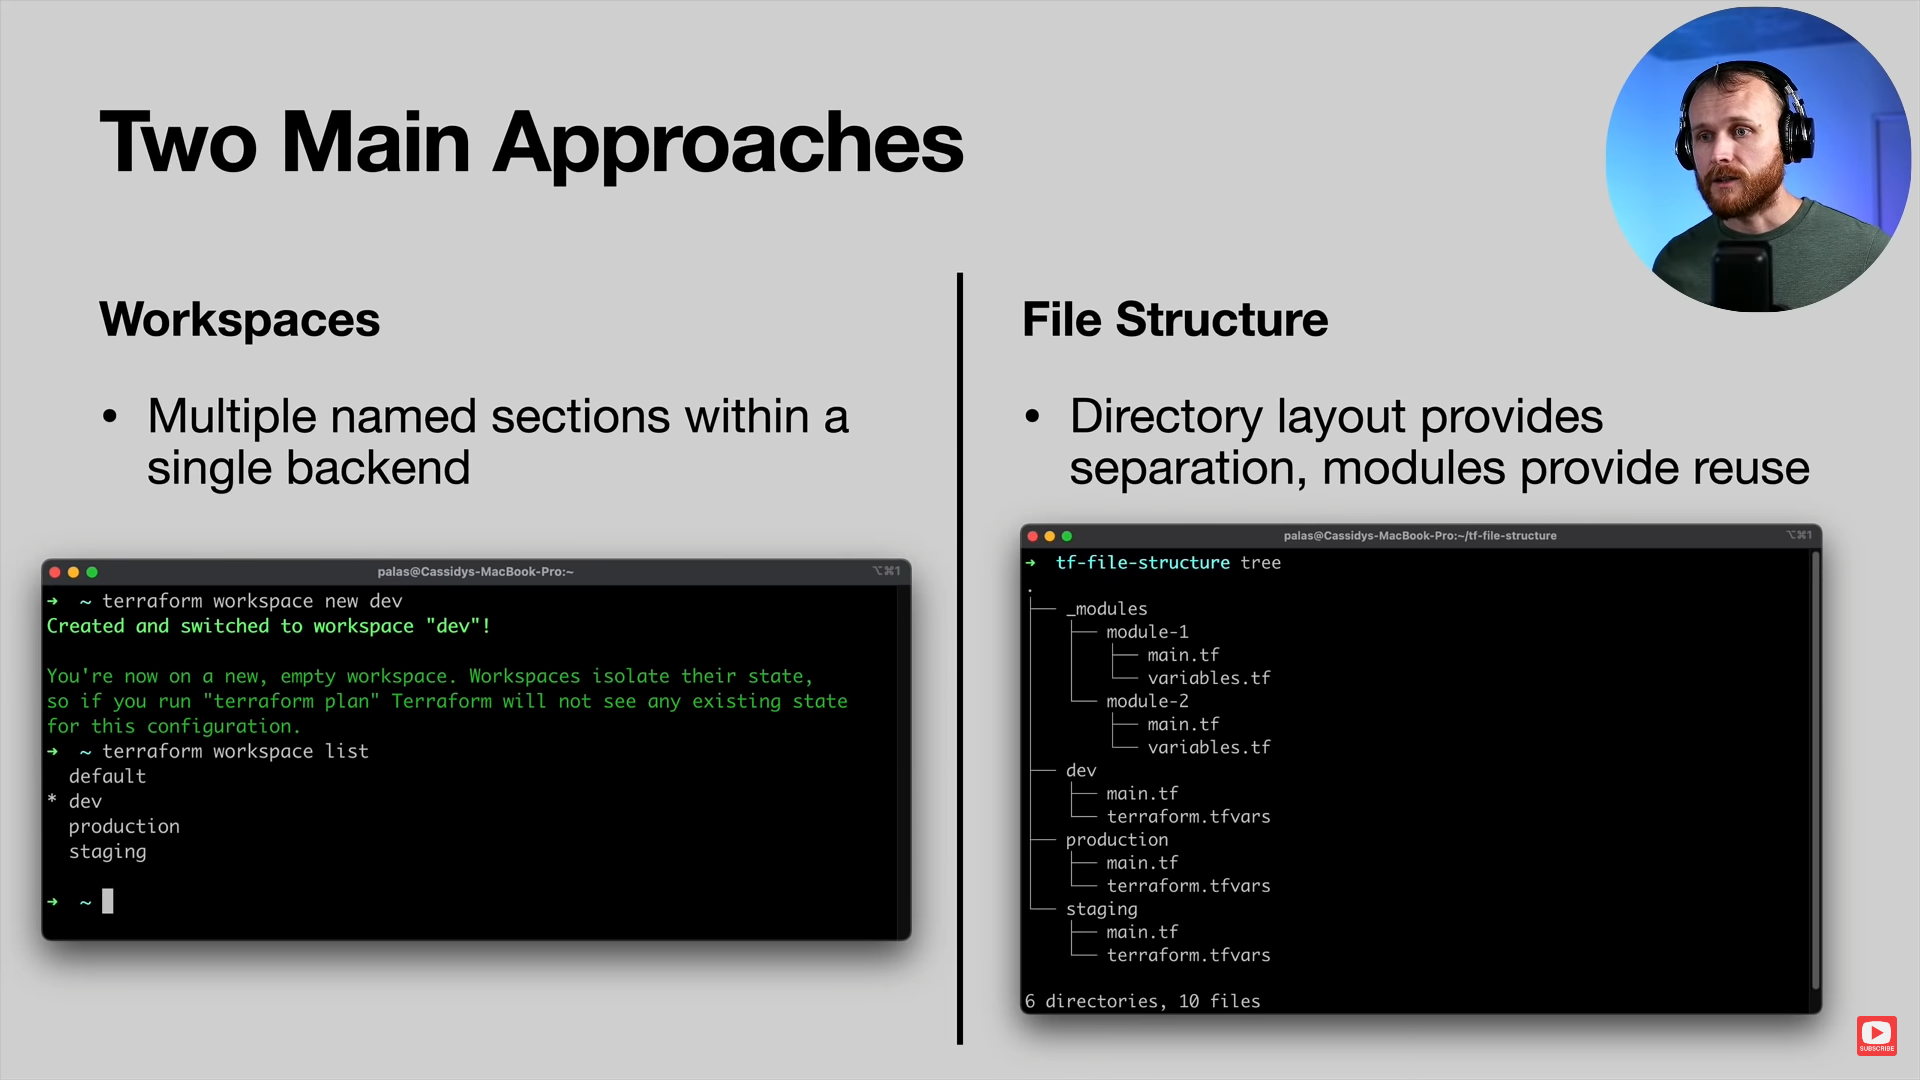 Two Main Approaches
Workspaces
• Multiple named sections within a
single backend
palas@Cassidys-MacBook-Pro:~
⌥⌘1
➜ ~ terraform workspace new dev
Created and switched to workspace "dev"!
You're now on a new, empty workspace. Workspaces isolate their state,
so if you run "terraform plan" Terraform will not see any existing state
for this configuration.
➜ ~ terraform workspace list
default
* dev
production
staging
➜ ~
File Structure
• Directory layout provides
separation, modules provide reuse
palas@Cassidys-MacBook-Pro:~/tf-file-structure
⌥⌘1
➜ tf-file-structure tree
.
├── _modules
│   ├── module-1
│   │   ├── main.tf
│   │   └── variables.tf
│   └── module-2
│       ├── main.tf
│       └── variables.tf
├── dev
│   ├── main.tf
│   └── terraform.tfvars
├── production
│   ├── main.tf
│   └── terraform.tfvars
└── staging
    ├── main.tf
    └── terraform.tfvars
6 directories, 10 files
SUBSCRIBE